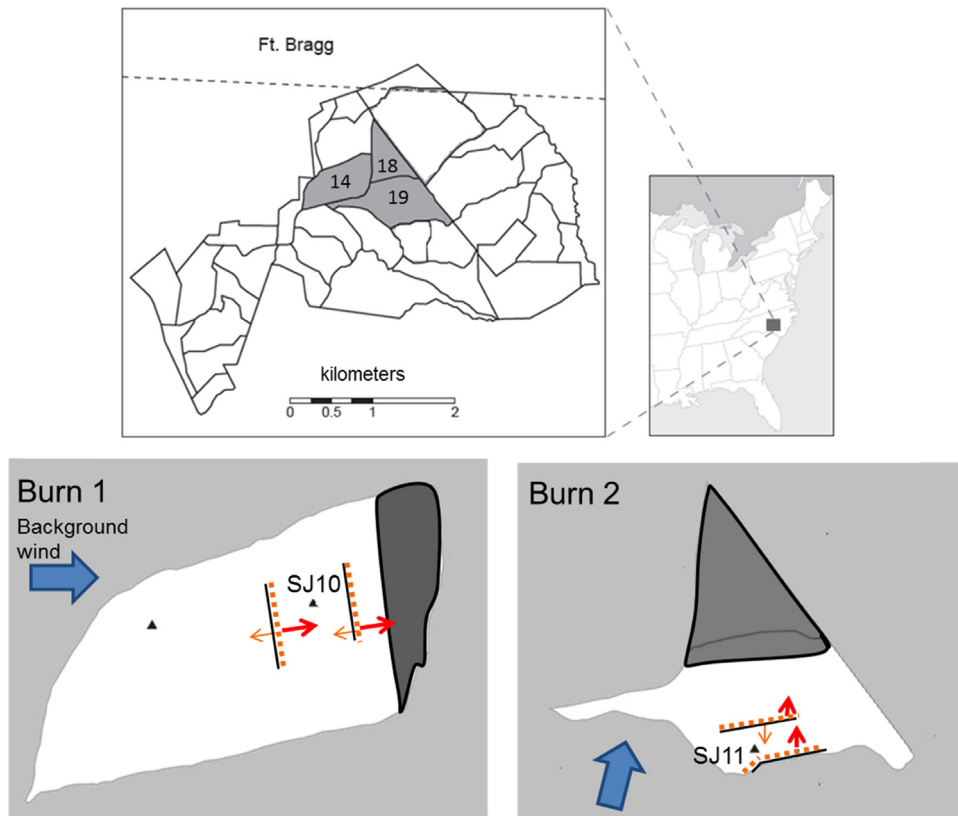 Ft. Bragg
18
14
19
kilometers
0 0.5 1 2
Burn 1
Background
wind
SJ10
Burn 2
SJ11